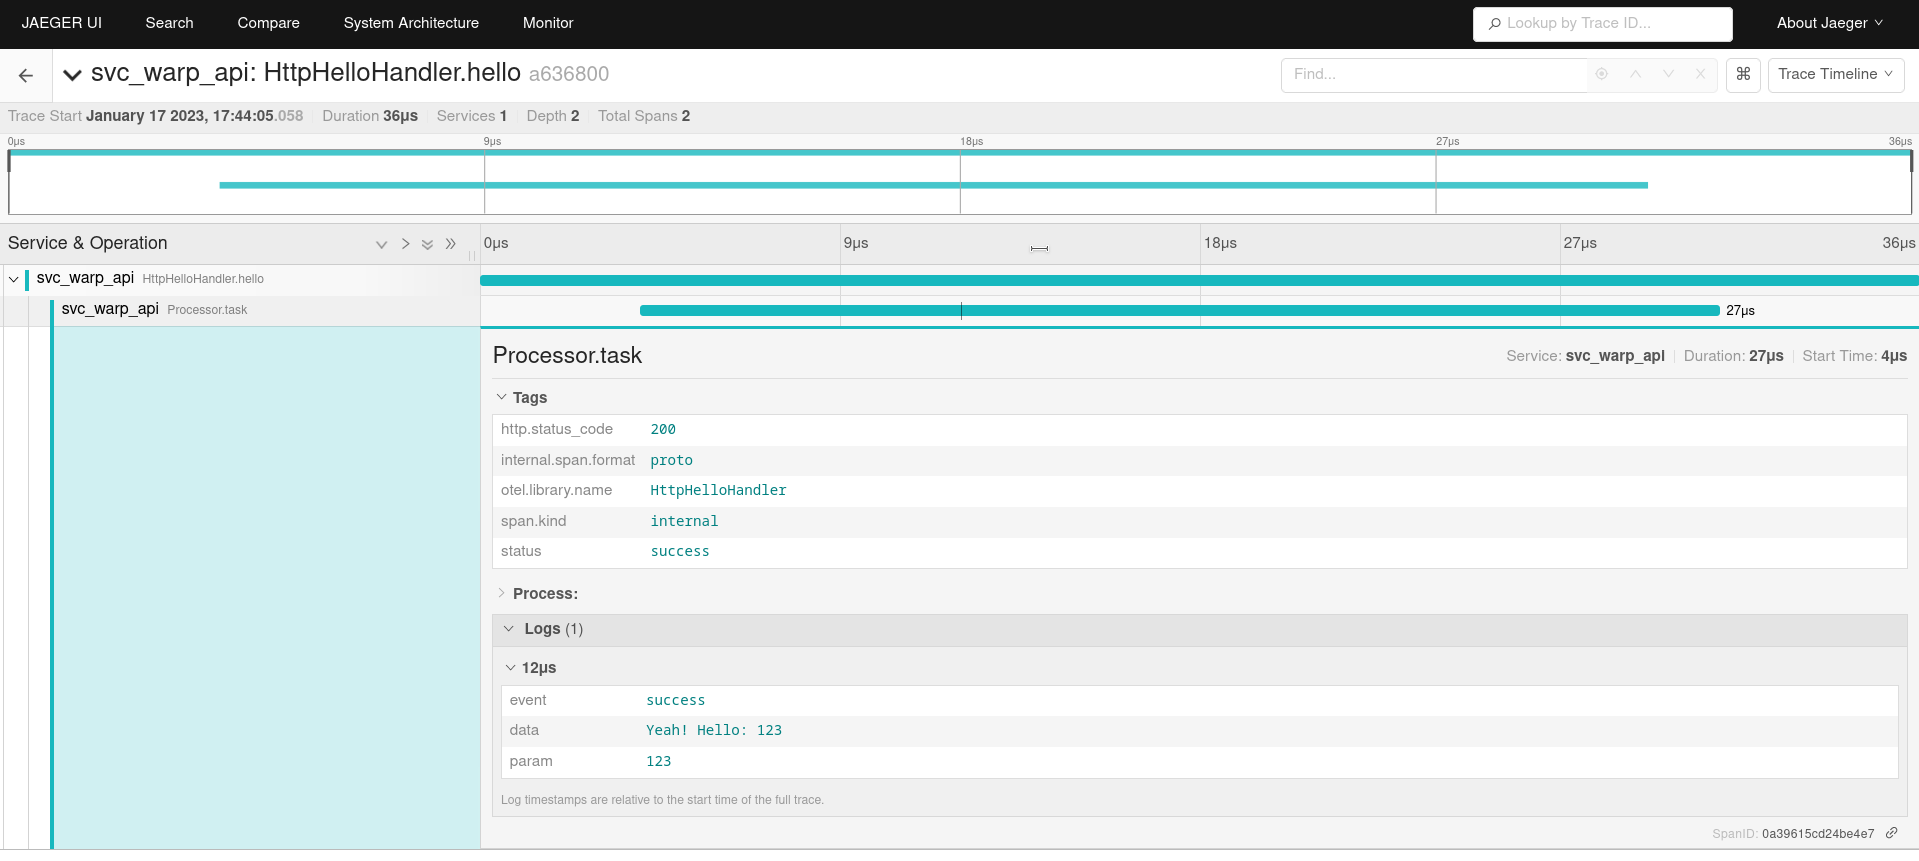 JAEGER UI Search Compare System Architecture Monitor Lookup by Trace ID... About Jaeger
svc_warp_api: HttpHelloHandler.hello a636800 Find... ⌘ Trace Timeline
Trace Start January 17 2023, 17:44:05.058 Duration 36μs Services 1 Depth 2 Total Spans 2
0μs 9μs 18μs 27μs 36μs
Service & Operation 0μs 9μs 18μs 27μs 36μs
svc_warp_api HttpHelloHandler.hello
svc_warp_api Processor.task 27μs
Processor.task Service: svc_warp_api Duration: 27μs Start Time: 4μs
Tags
http.status_code 200
internal.span.format proto
otel.library.name HttpHelloHandler
span.kind internal
status success
Process:
Logs (1)
12μs
event success
data Yeah! Hello: 123
param 123
Log timestamps are relative to the start time of the full trace.
SpanID: 0a39615cd24be4e7